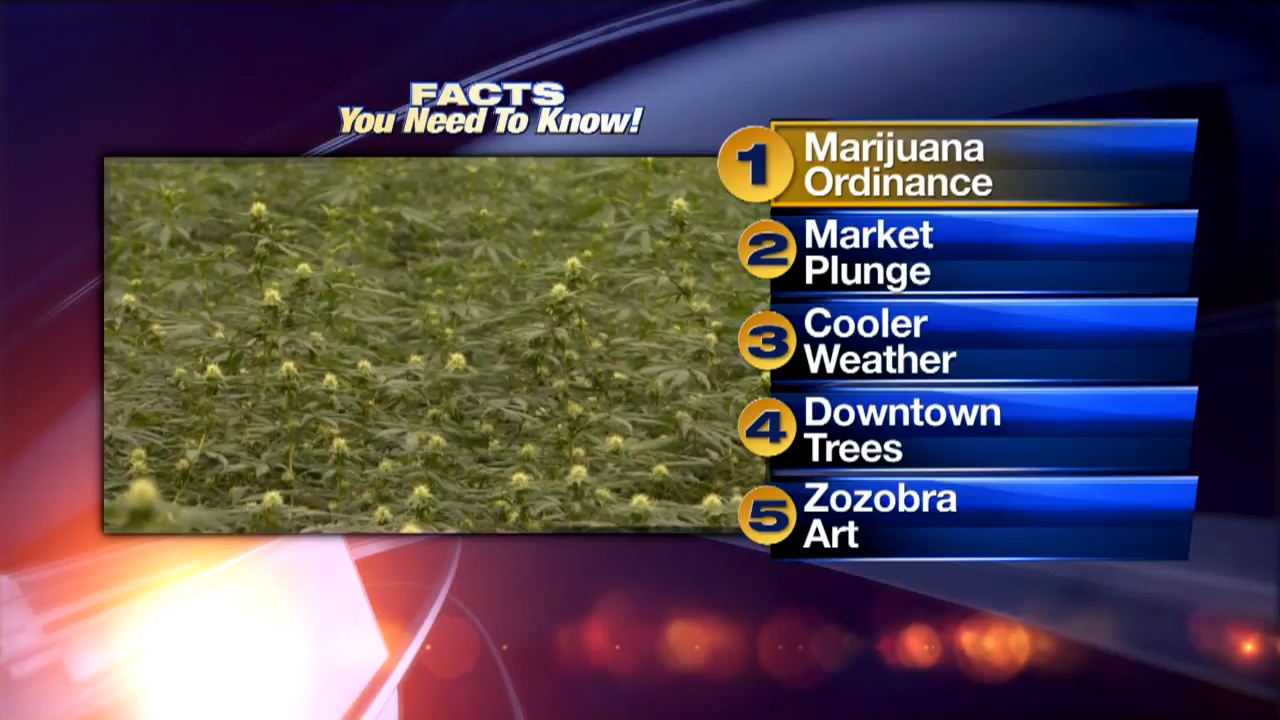 FACTS
You Need To Know!
1
Marijuana
Ordinance
2
Market
Plunge
3
Cooler
Weather
4
Downtown
Trees
5
Zozobra
Art